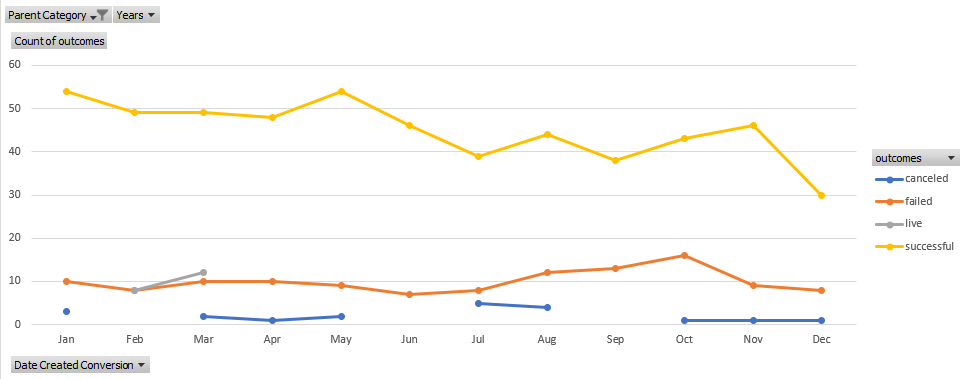 Parent Category Years
Count of outcomes
60
50
40
30
20
10
0
Jan Feb Mar Apr May Jun Jul Aug Sep Oct Nov Dec
outcomes
canceled
failed
live
successful
Date Created Conversion